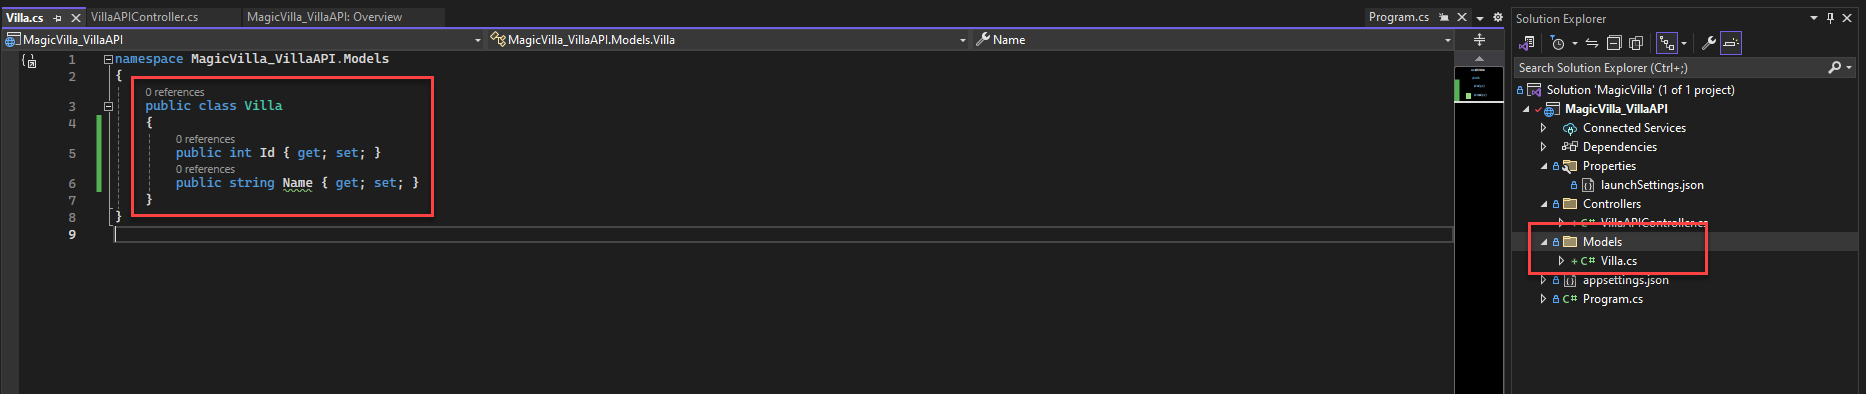 Villa.cs VillaAPIController.cs MagicVilla_VillaAPI: Overview Program.cs
MagicVilla_VillaAPI MagicVilla_VillaAPI.Models.Villa Name
1 namespace MagicVilla_VillaAPI.Models
2 {
0 references
3 public class Villa
4 {
0 references
5 public int Id { get; set; }
0 references
6 public string Name { get; set; }
7 }
8 }
9
Solution Explorer
Search Solution Explorer (Ctrl+;)
Solution 'MagicVilla' (1 of 1 project)
MagicVilla_VillaAPI
Connected Services
Dependencies
Properties
launchSettings.json
Controllers
C# VillaAPIController.cs
Models
C# Villa.cs
appsettings.json
C# Program.cs